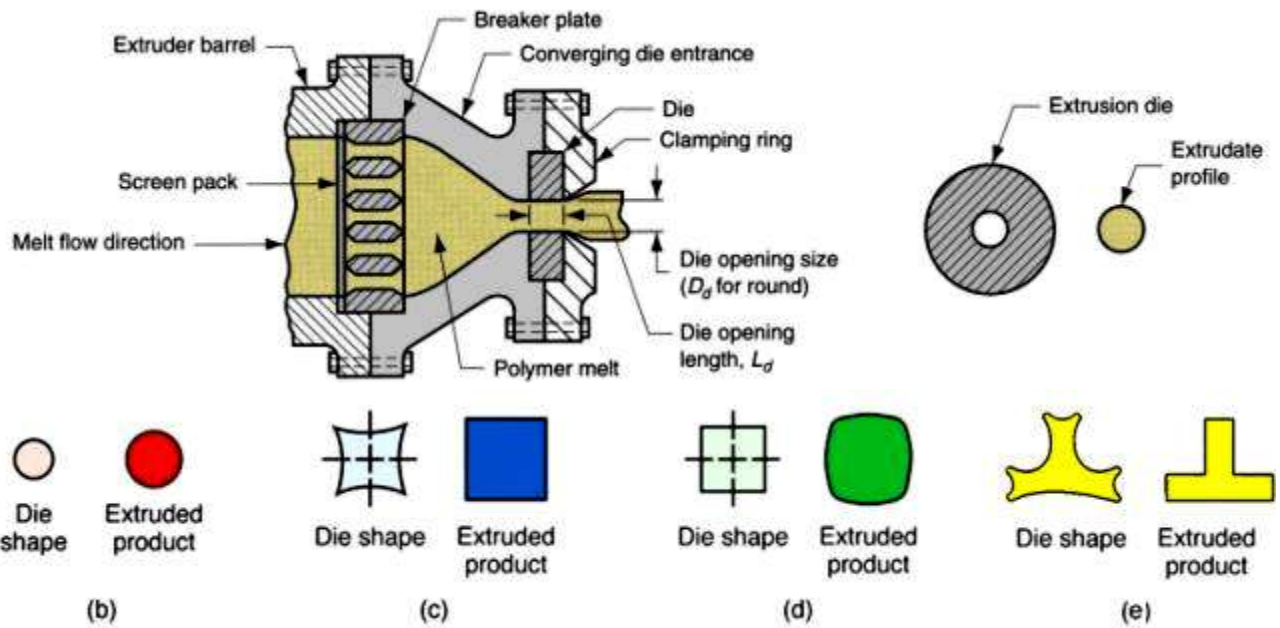 Breaker plate
Extruder barrel
Converging die entrance
Die
Clamping ring
Screen pack
Melt flow direction
Die opening size
(D_d for round)
Die opening
length, L_d
Polymer melt
Extrusion die
Extrudate
profile
Die
shape
Extruded
product
(b)
Die shape
Extruded
product
(c)
Die shape
Extruded
product
(d)
Die shape
Extruded
product
(e)